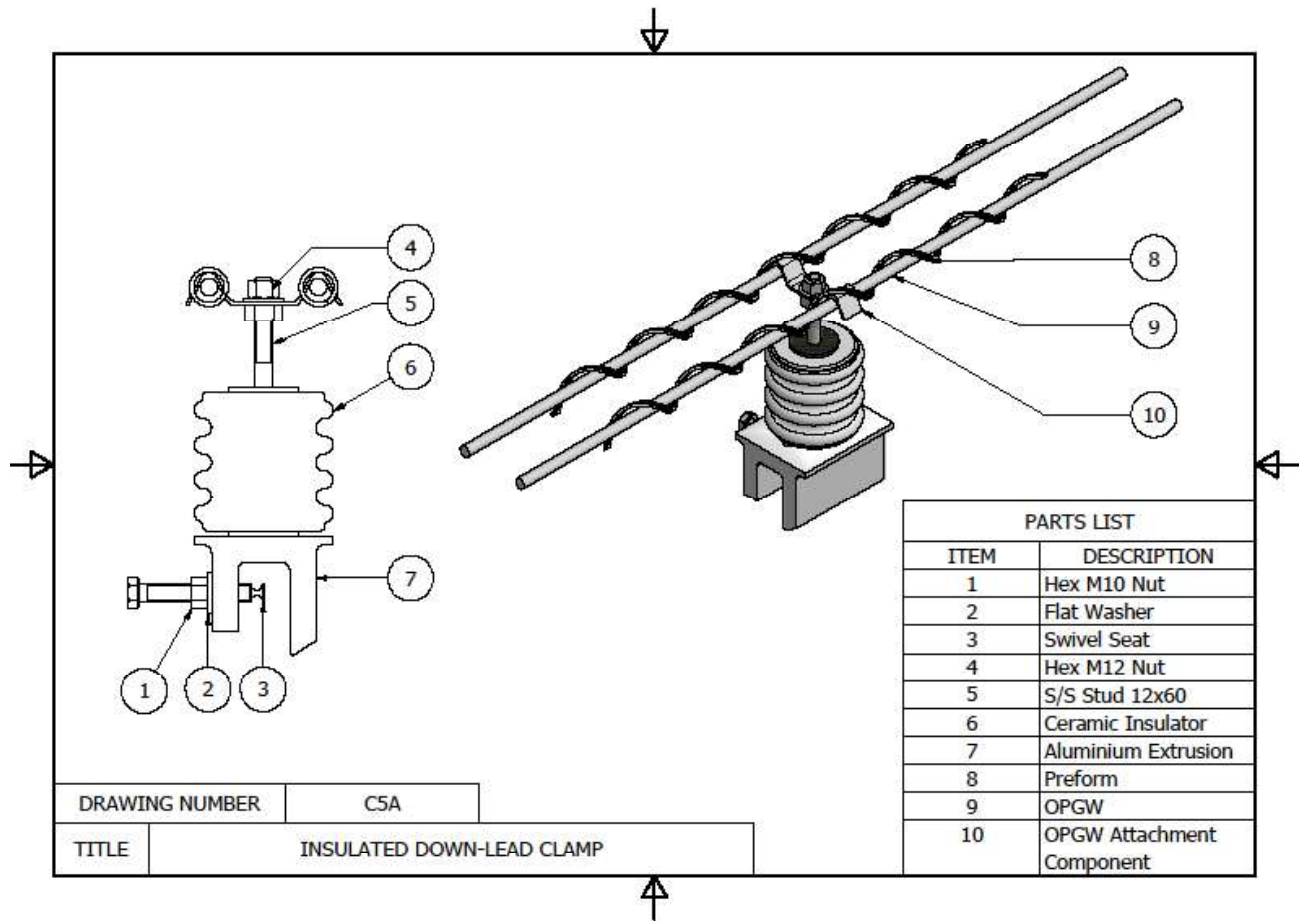 4
5
6
7
1
2
3
8
9
10
PARTS LIST
ITEM DESCRIPTION
1 Hex M10 Nut
2 Flat Washer
3 Swivel Seat
4 Hex M12 Nut
5 S/S Stud 12x60
6 Ceramic Insulator
7 Aluminium Extrusion
8 Preform
9 OPGW
10 OPGW Attachment
Component
DRAWING NUMBER C5A
TITLE INSULATED DOWN-LEAD CLAMP